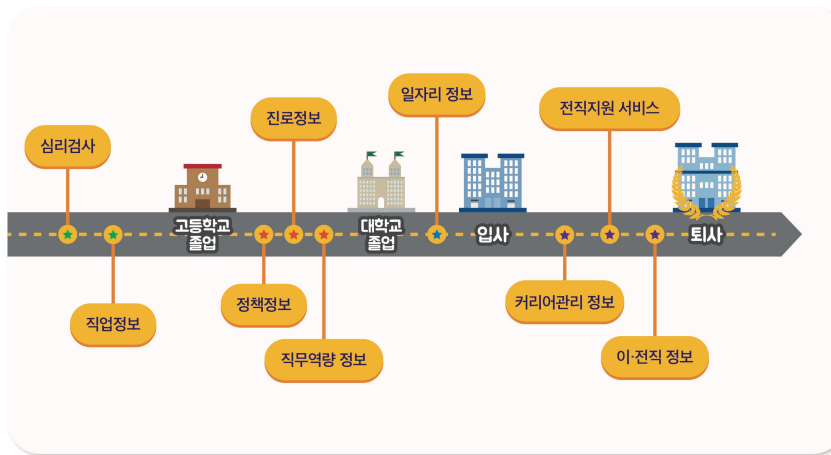 심리검사
직업정보
고등학교
졸업
정책정보
진로정보
직무역량 정보
대학교
졸업
일자리 정보
입사
커리어관리 정보
전직지원 서비스
이·전직 정보
퇴사